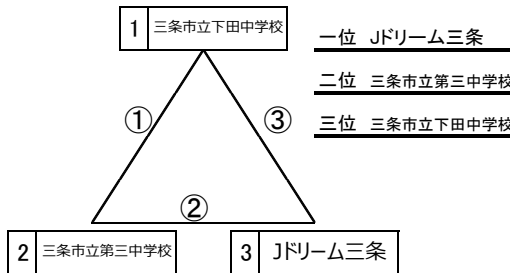 1 三条市立下田中学校
一位 Jドリーム三条
二位 三条市立第三中学校
三位 三条市立下田中学校
① ③
②
2 三条市立第三中学校
3 Jドリーム三条